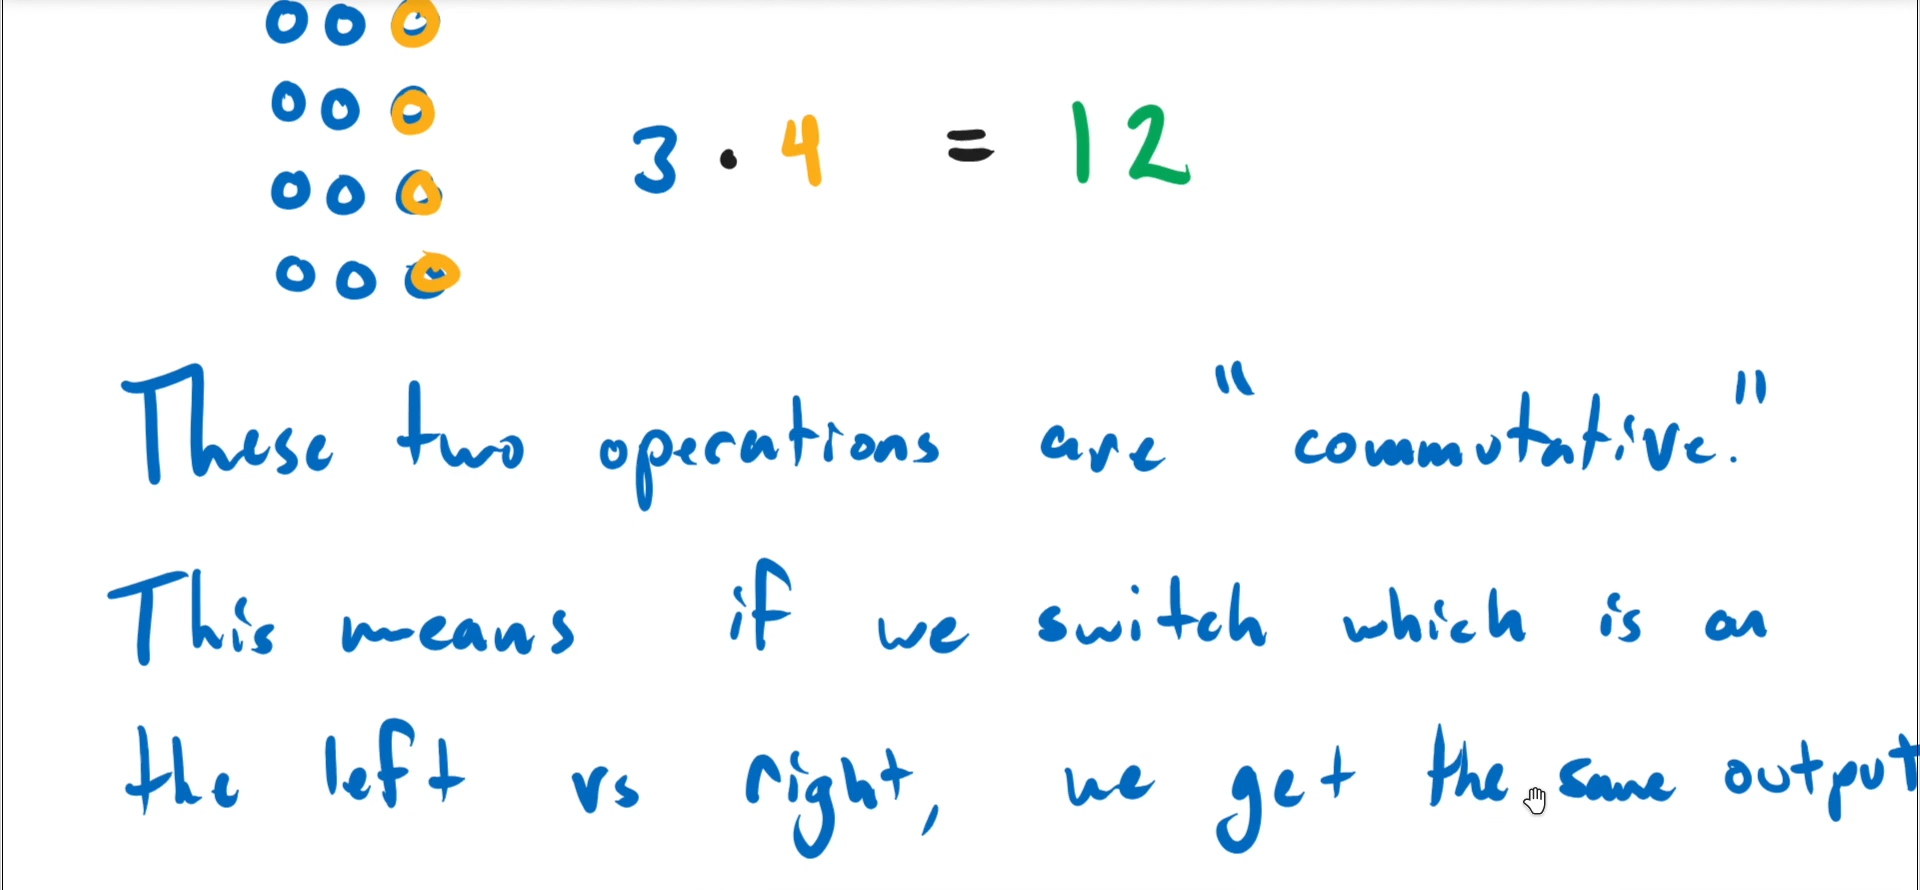 3 · 4 = 12
These two operations are "commutative."
This means if we switch which is on
the left vs right, we get the same output